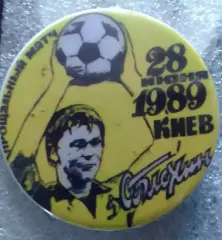 ПРОЩАЛЬНЫЙ МАТЧ
28
июня
1989
КИЕВ
Блохин